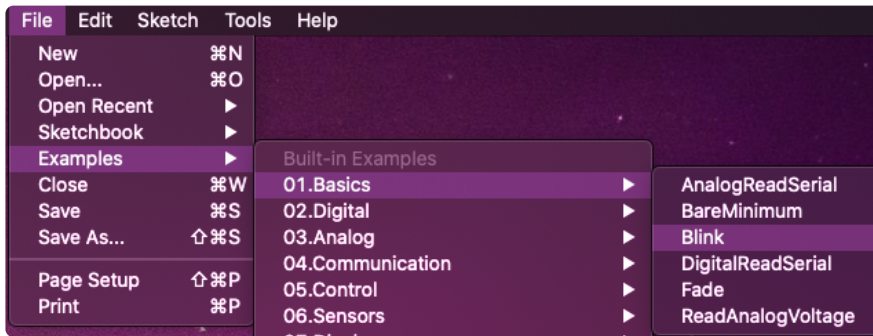 File Edit Sketch Tools Help
New ⌘N
Open... ⌘O
Open Recent ▶
Sketchbook ▶
Examples ▶
Close ⌘W
Save ⌘S
Save As... ⇧⌘S
Page Setup ⇧⌘P
Print ⌘P
Built-in Examples
01.Basics ▶
02.Digital ▶
03.Analog ▶
04.Communication ▶
05.Control ▶
06.Sensors ▶
AnalogReadSerial
BareMinimum
Blink
DigitalReadSerial
Fade
ReadAnalogVoltage